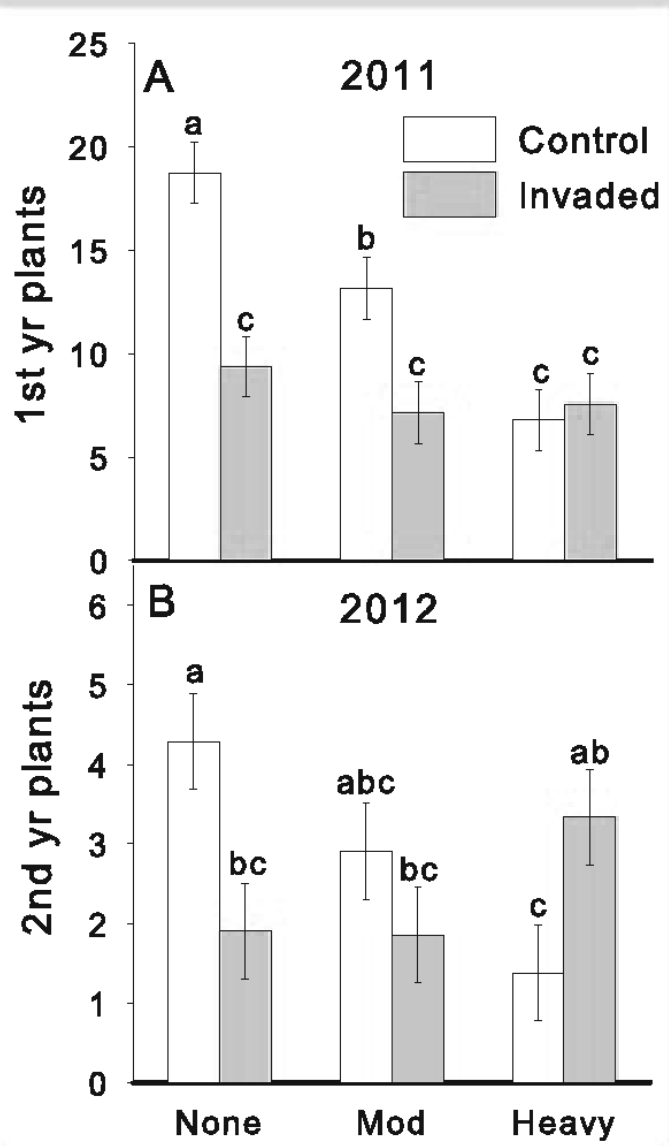 25
A
2011
a
20
Control
Invaded
15
b
c
10
c
c
c
5
0
1st yr plants
B
2012
6
a
5
ab
abc
4
bc
bc
3
c
2
1
0
2nd yr plants
None
Mod
Heavy